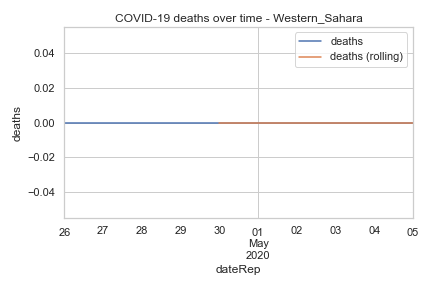 COVID-19 deaths over time - Western_Sahara
deaths
deaths (rolling)
0.04
0.02
0.00
−0.02
−0.04
deaths
26
27
28
29
30
01
02
03
04
05
May
2020
dateRep